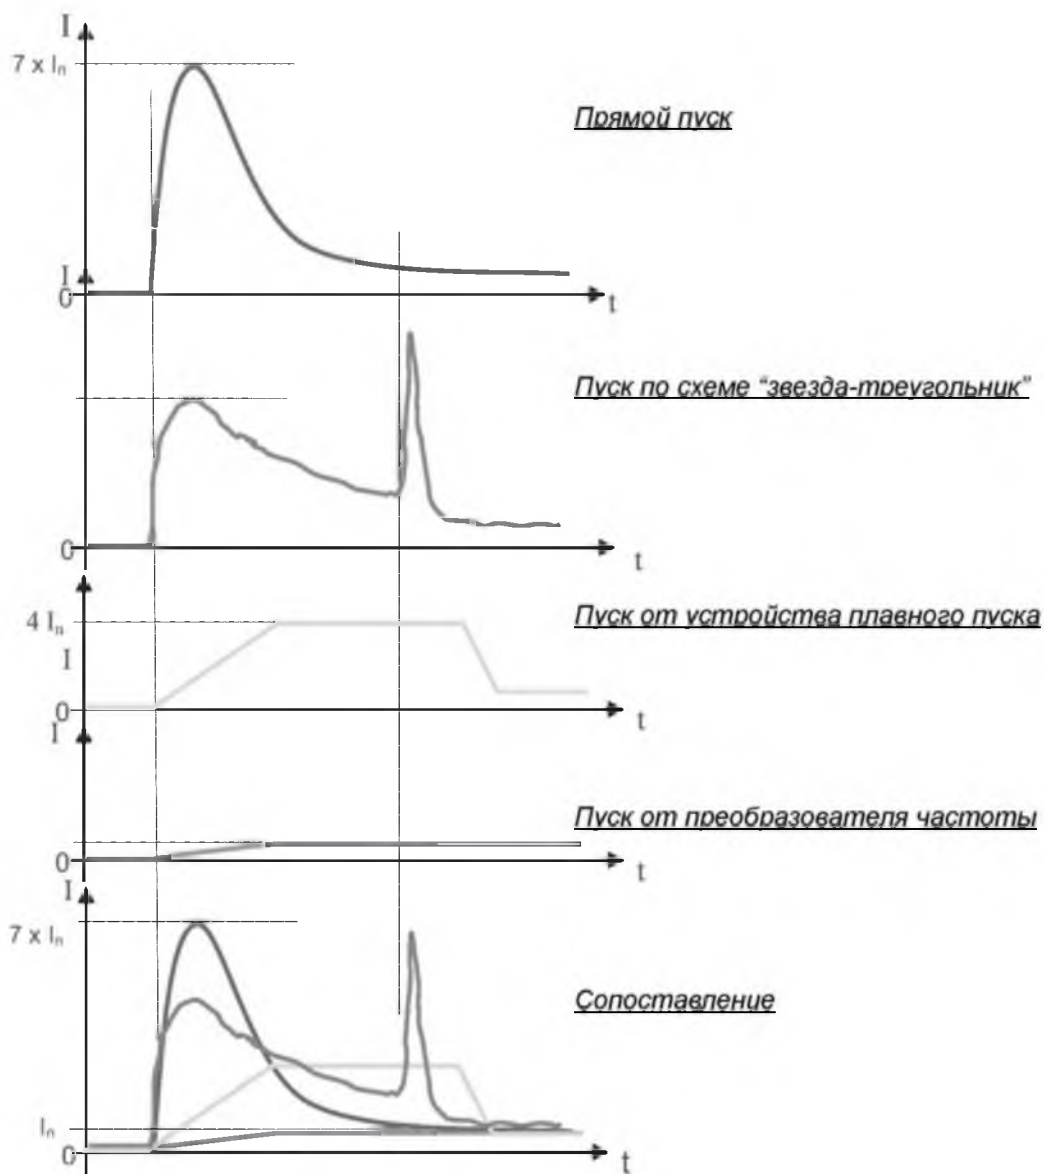 I
7 x Iₙ
Прямой пуск
I
0
t
Пуск по схеме “звезда-треугольник”
0
t
4 Iₙ
Пуск от устройства плавного пуска
I
0
t
I
Пуск от преобразователя частоты
0
t
I
7 x Iₙ
Сопоставление
Iₙ
0
t